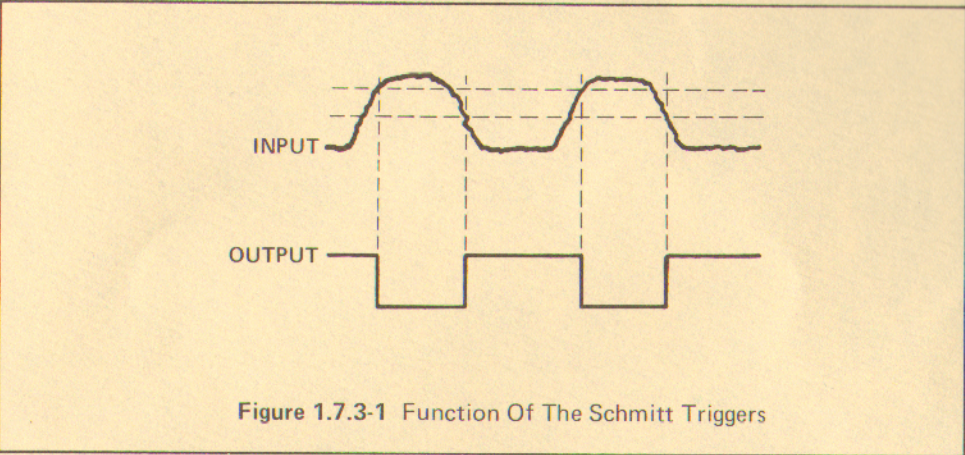 INPUT
OUTPUT
Figure 1.7.3-1 Function Of The Schmitt Triggers